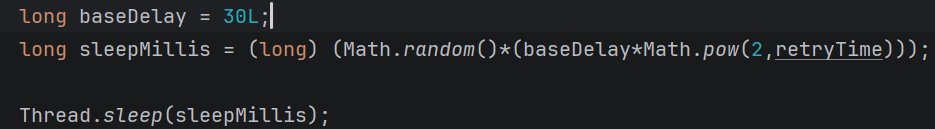 long baseDelay = 30L;
long sleepMillis = (long) (Math.random()*(baseDelay*Math.pow(2,retryTime)));
Thread.sleep(sleepMillis);